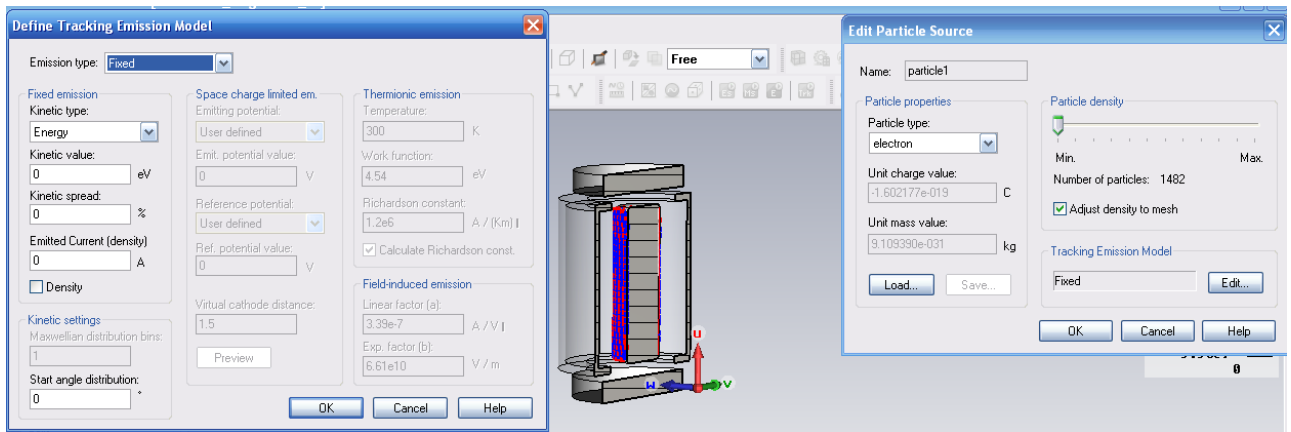 Define Tracking Emission Model
Emission type: Fixed
Fixed emission
Kinetic type:
Energy
Kinetic value:
0 eV
Kinetic spread:
0 %
Emitted Current (density)
0 A
Density
Kinetic settings
Maxwellian distribution bins:
1
Start angle distribution:
0 °
Space charge limited em.
Emitting potential:
User defined
Emit. potential value:
0 V
Reference potential:
User defined
Ref. potential value:
0 V
Virtual cathode distance:
1.5
Preview
Thermionic emission
Temperature:
300 K
Work function:
4.54 eV
Richardson constant:
1.2e6 A / (Km)
Calculate Richardson const.
Field-induced emission
Linear factor (a):
3.39e-7 A / V
Exp. factor (b):
6.61e10 V / m
OK Cancel Help
Free
u
w v
Edit Particle Source
Name: particle1
Particle properties
Particle type:
electron
Unit charge value:
-1.602177e-019 C
Unit mass value:
9.109390e-031 kg
Load... Save...
Particle density
Min. Max.
Number of particles: 1482
Adjust density to mesh
Tracking Emission Model
Fixed Edit...
OK Cancel Help
0